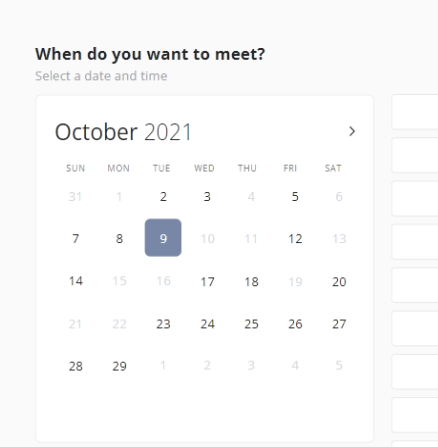 When do you want to meet?
Select a date and time
October 2021
SUN MON TUE WED THU FRI SAT
31 1 2 3 4 5 6
7 8 9 10 11 12 13
14 15 16 17 18 19 20
21 22 23 24 25 26 27
28 29 1 2 3 4 5